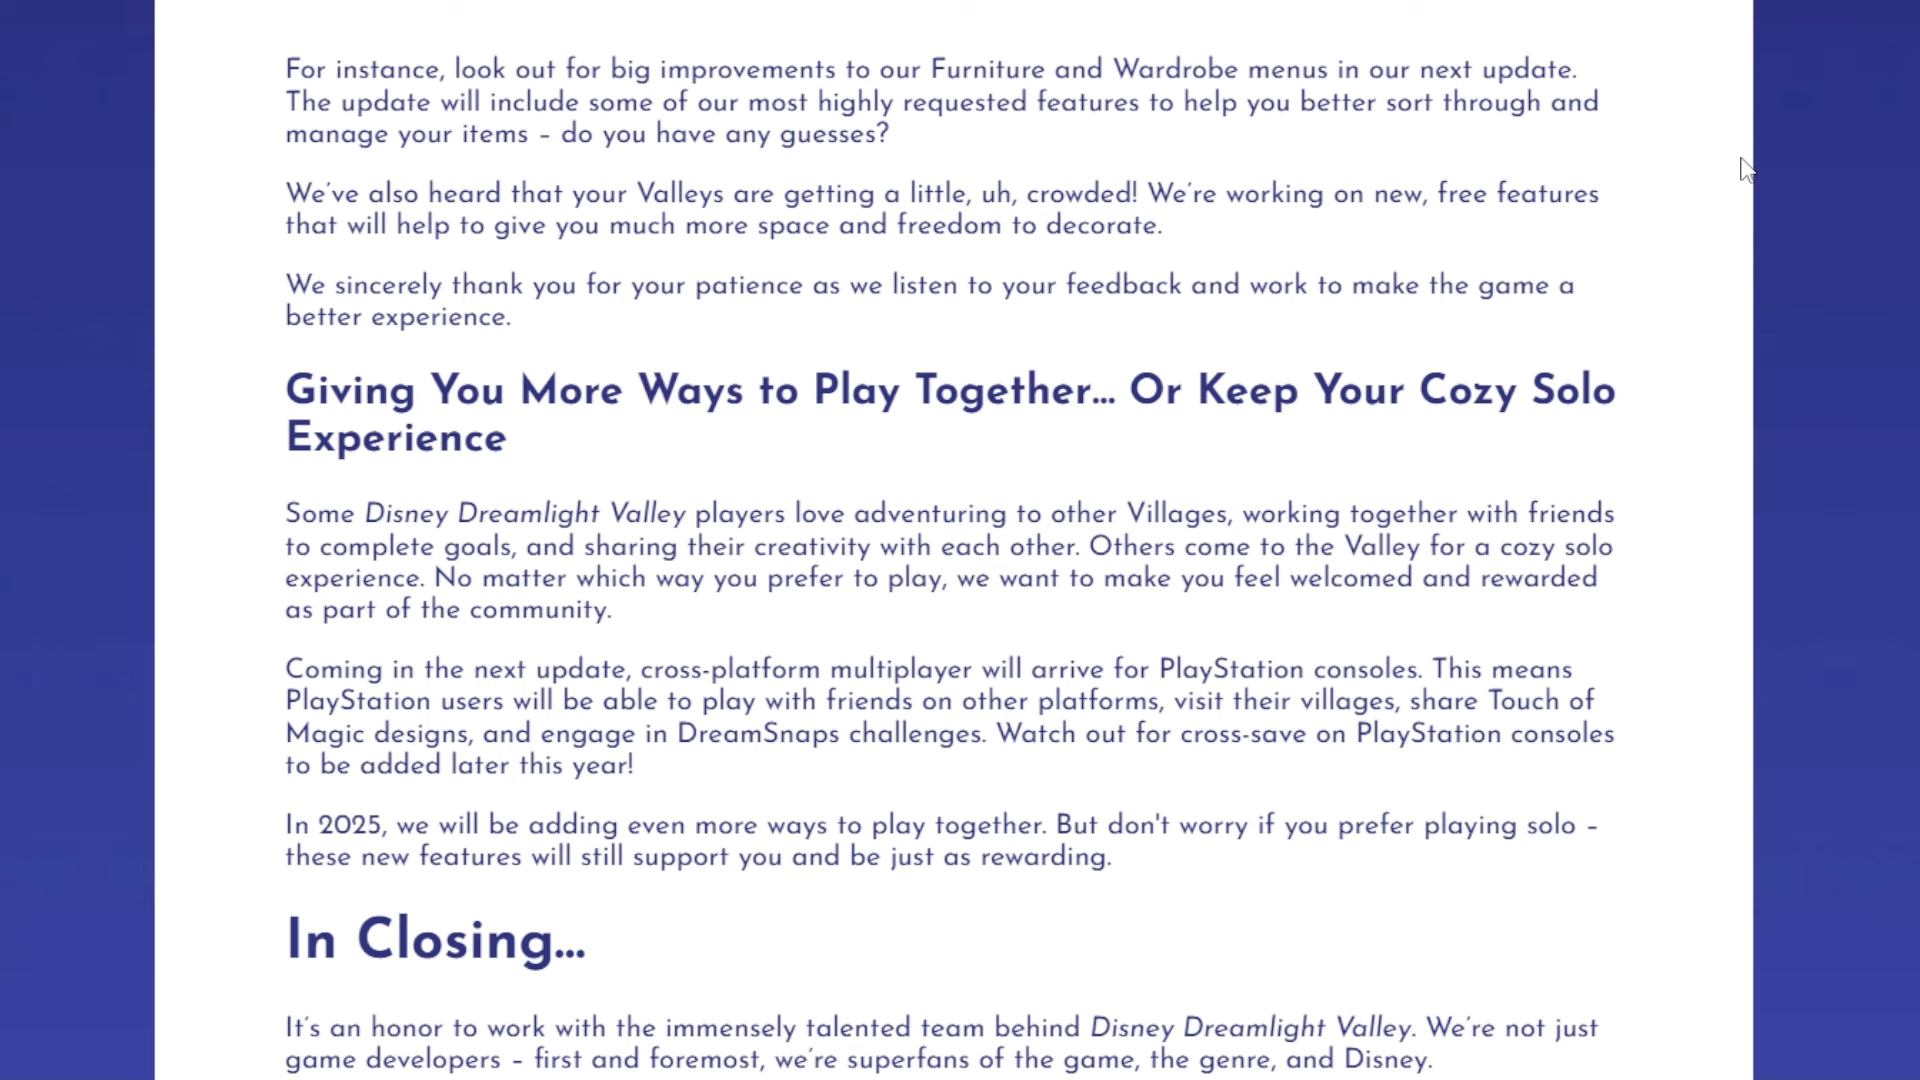 For instance, look out for big improvements to our Furniture and Wardrobe menus in our next update.
The update will include some of our most highly requested features to help you better sort through and
manage your items – do you have any guesses?
We've also heard that your Valleys are getting a little, uh, crowded! We're working on new, free features
that will help to give you much more space and freedom to decorate.
We sincerely thank you for your patience as we listen to your feedback and work to make the game a
better experience.
Giving You More Ways to Play Together... Or Keep Your Cozy Solo
Experience
Some Disney Dreamlight Valley players love adventuring to other Villages, working together with friends
to complete goals, and sharing their creativity with each other. Others come to the Valley for a cozy solo
experience. No matter which way you prefer to play, we want to make you feel welcomed and rewarded
as part of the community.
Coming in the next update, cross-platform multiplayer will arrive for PlayStation consoles. This means
PlayStation users will be able to play with friends on other platforms, visit their villages, share Touch of
Magic designs, and engage in DreamSnaps challenges. Watch out for cross-save on PlayStation consoles
to be added later this year!
In 2025, we will be adding even more ways to play together. But don't worry if you prefer playing solo –
these new features will still support you and be just as rewarding.
In Closing...
It's an honor to work with the immensely talented team behind Disney Dreamlight Valley. We're not just
game developers – first and foremost, we're superfans of the game, the genre, and Disney.